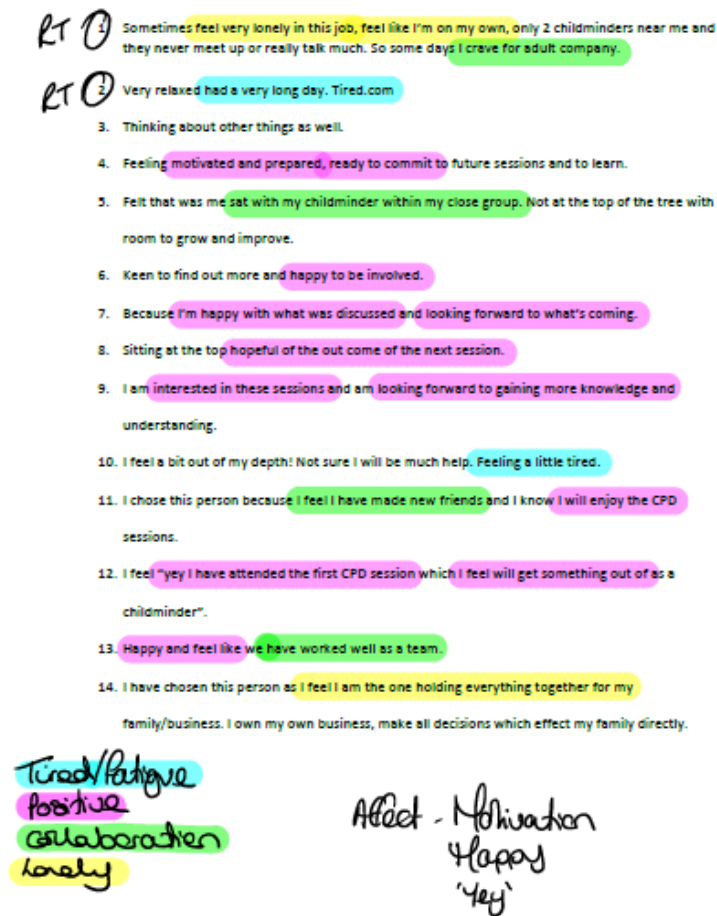 RT ① 1. Sometimes feel very lonely in this job, feel like I'm on my own, only 2 childminders near me and
they never meet up or really talk much. So some days I crave for adult company.
RT ① 2. Very relaxed had a very long day. Tired.com
3. Thinking about other things as well.
4. Feeling motivated and prepared, ready to commit to future sessions and to learn.
5. Felt that was me sat with my childminder within my close group. Not at the top of the tree with
room to grow and improve.
6. Keen to find out more and happy to be involved.
7. Because I'm happy with what was discussed and looking forward to what's coming.
8. Sitting at the top hopeful of the out come of the next session.
9. I am interested in these sessions and am looking forward to gaining more knowledge and
understanding.
10. I feel a bit out of my depth! Not sure I will be much help. Feeling a little tired.
11. I chose this person because I feel I have made new friends and I know I will enjoy the CPD
sessions.
12. I feel "yey I have attended the first CPD session which I feel will get something out of as a
childminder".
13. Happy and feel like we have worked well as a team.
14. I have chosen this person as I feel I am the one holding everything together for my
family/business. I own my own business, make all decisions which effect my family directly.
Tired/Fatigue
Positive
Collaboration
Lonely
Affect - Motivation
Happy
'Yey'